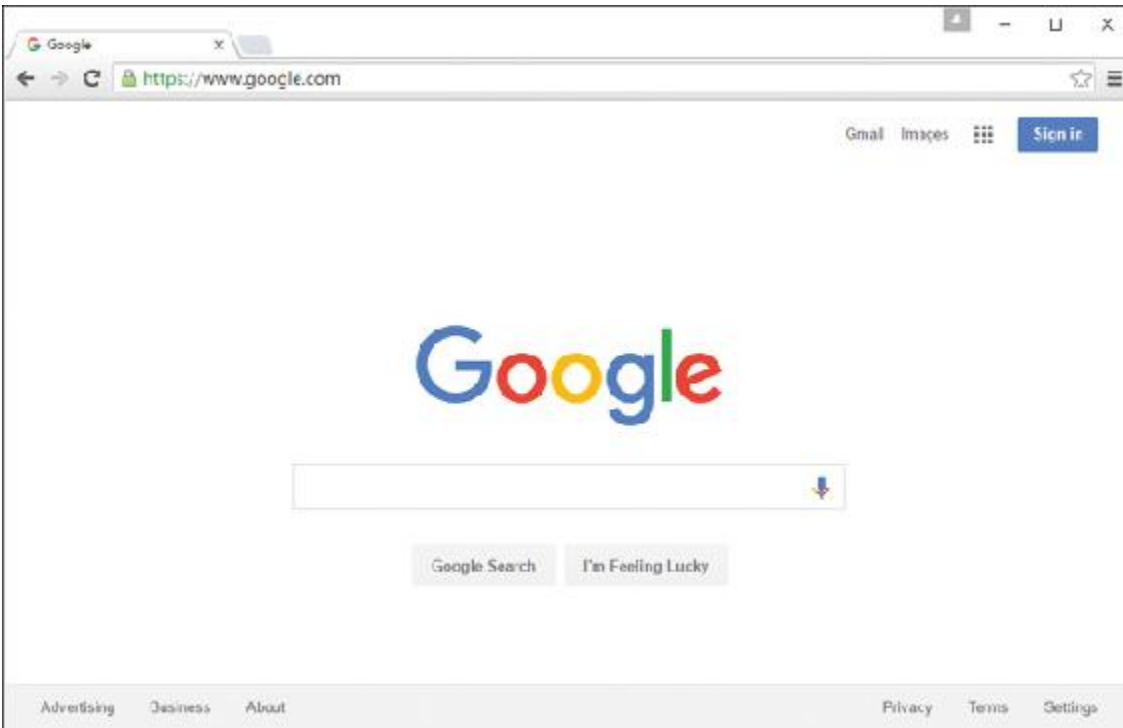 Google
https://www.google.com
Gmail Images Sign in
Google
Google Search I'm Feeling Lucky
Advertising Business About Privacy Terms Settings